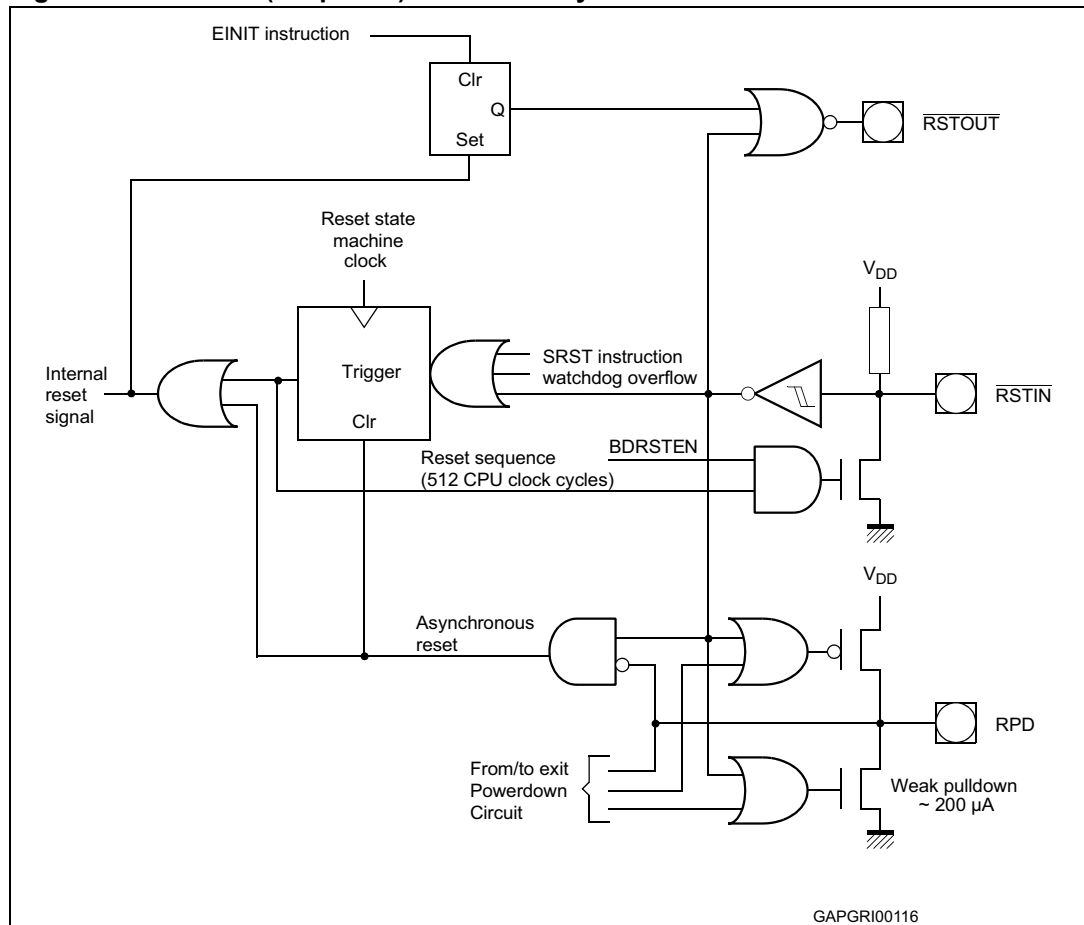 EINIT instruction
Clr
Q
Set
RSTOUT
Reset state
machine
clock
VDD
Internal
reset
signal
Trigger
Clr
SRST instruction
watchdog overflow
RSTIN
BDRSTEN
Reset sequence
(512 CPU clock cycles)
VDD
Asynchronous
reset
RPD
From/to exit
Powerdown
Circuit
Weak pulldown
~ 200 µA
GAPGRI00116